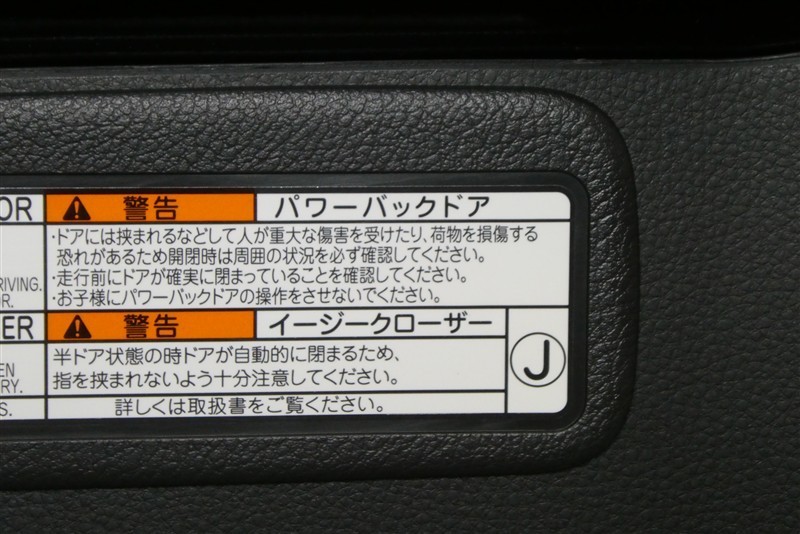 OR 警告 パワーバックドア
・ドアには挟まれるなどして人が重大な傷害を受けたり、荷物を損傷する
恐れがあるため開閉時は周囲の状況を必ず確認してください。
RIVING. ・走行前にドアが確実に閉まっていることを確認してください。
R. ・お子様にパワーバックドアの操作をさせないでください。
ER 警告 イージークローザー
EN 半ドア状態の時ドアが自動的に閉まるため、
RY. 指を挟まれないよう十分注意してください。
J
S. 詳しくは取扱書をご覧ください。